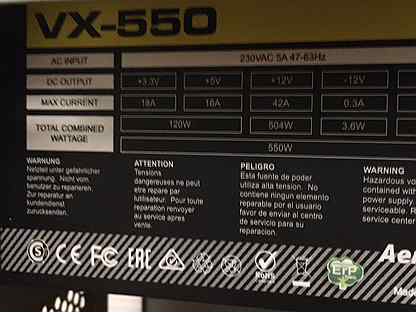 VX-550
AC INPUT 230VAC 5A 47-63Hz
DC OUTPUT +3.3V +5V +12V -12V
MAX CURRENT 18A 16A 42A 0.3A
TOTAL COMBINED WATTAGE 120W 504W 3.6W
550W
WARNUNG
Netzteil unter gefährlicher
spannung. Nicht vom
benutzer zu reparieren.
Zur reparatur an
kundendienst
zurücksenden.
ATTENTION
Tensions
dangereuses ne peut
etre repare par
lutilisateur. Pour toute
reparation renvoyer
au service apres
vente.
PELIGRO
Esta fuente de poder
utiliza alta tension. No
contiene ningun elemento
reparable por el usuario
favor de enviar al centro
de servicio para su
reparacion.
WARNING
Hazardous
contained with
power supply
serviceable.
service center
S CE FC EAC RoHS ErP
Ae
Made